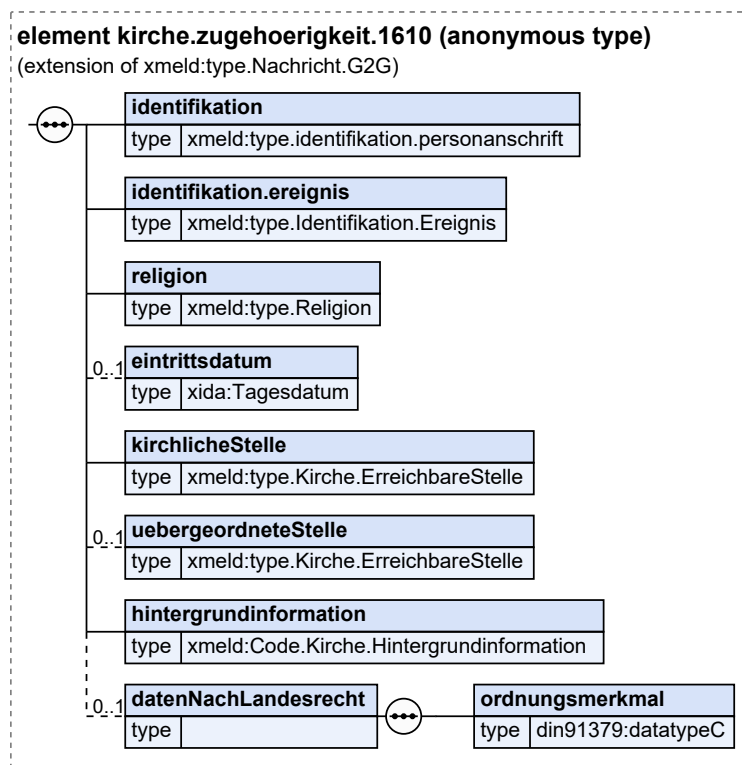 element kirche.zugehoerigkeit.1610 (anonymous type)
(extension of xmeld:type.Nachricht.G2G)
identifikation
type xmeld:type.identifikation.personanschrift
identifikation.ereignis
type xmeld:type.Identifikation.Ereignis
religion
type xmeld:type.Religion
0..1 eintrittsdatum
type xida:Tagesdatum
kirchlicheStelle
type xmeld:type.Kirche.ErreichbareStelle
0..1 uebergeordneteStelle
type xmeld:type.Kirche.ErreichbareStelle
hintergrundinformation
type xmeld:Code.Kirche.Hintergrundinformation
0..1 datenNachLandesrecht ordnungsmerkmal
type type din91379:datatypeC